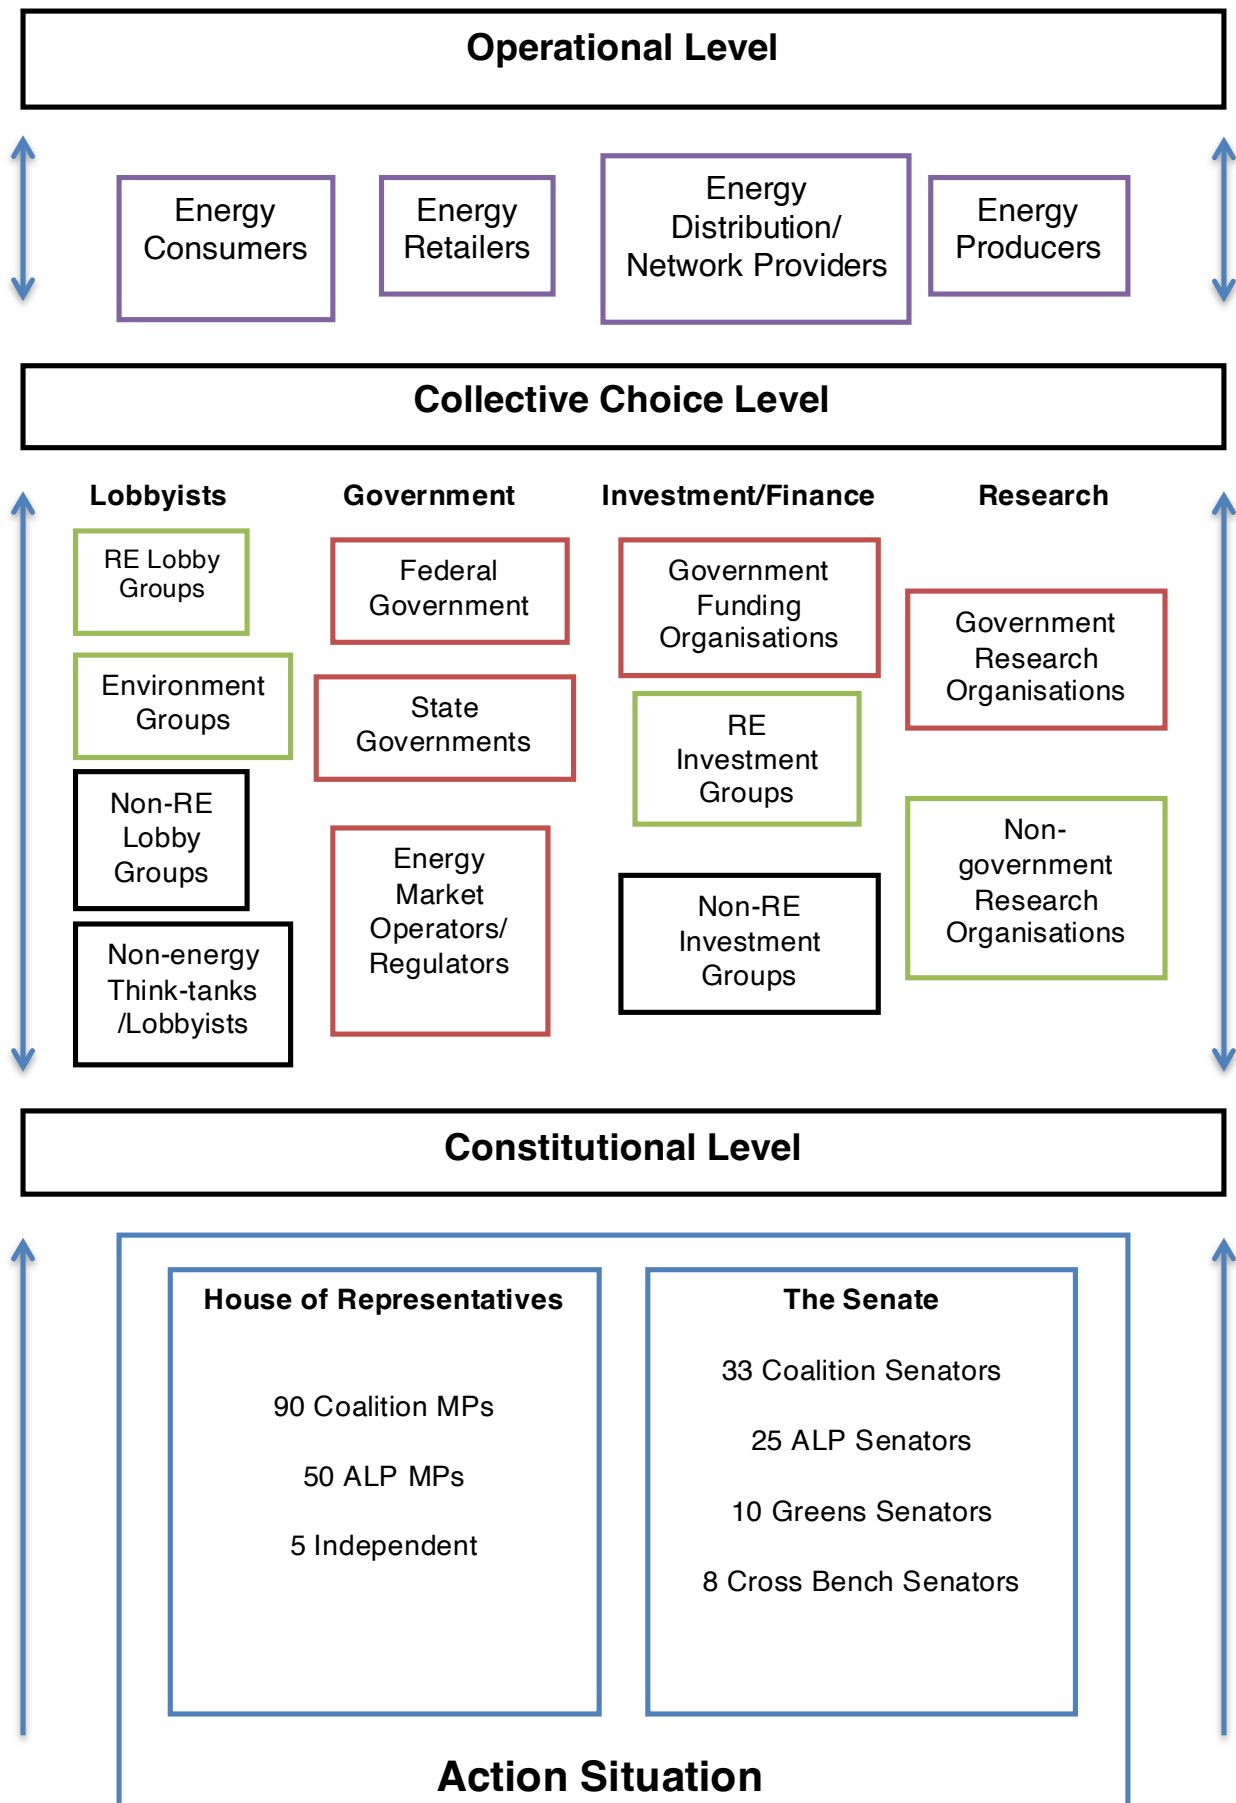 Operational Level
Energy
Consumers
Energy
Retailers
Energy
Distribution/
Network Providers
Energy
Producers
Collective Choice Level
Lobbyists
RE Lobby
Groups
Environment
Groups
Non-RE
Lobby
Groups
Non-energy
Think-tanks
/Lobbyists
Government
Federal
Government
State
Governments
Energy
Market
Operators/
Regulators
Investment/Finance
Government
Funding
Organisations
RE
Investment
Groups
Non-RE
Investment
Groups
Research
Government
Research
Organisations
Non-
government
Research
Organisations
Constitutional Level
House of Representatives
90 Coalition MPs
50 ALP MPs
5 Independent
The Senate
33 Coalition Senators
25 ALP Senators
10 Greens Senators
8 Cross Bench Senators
Action Situation